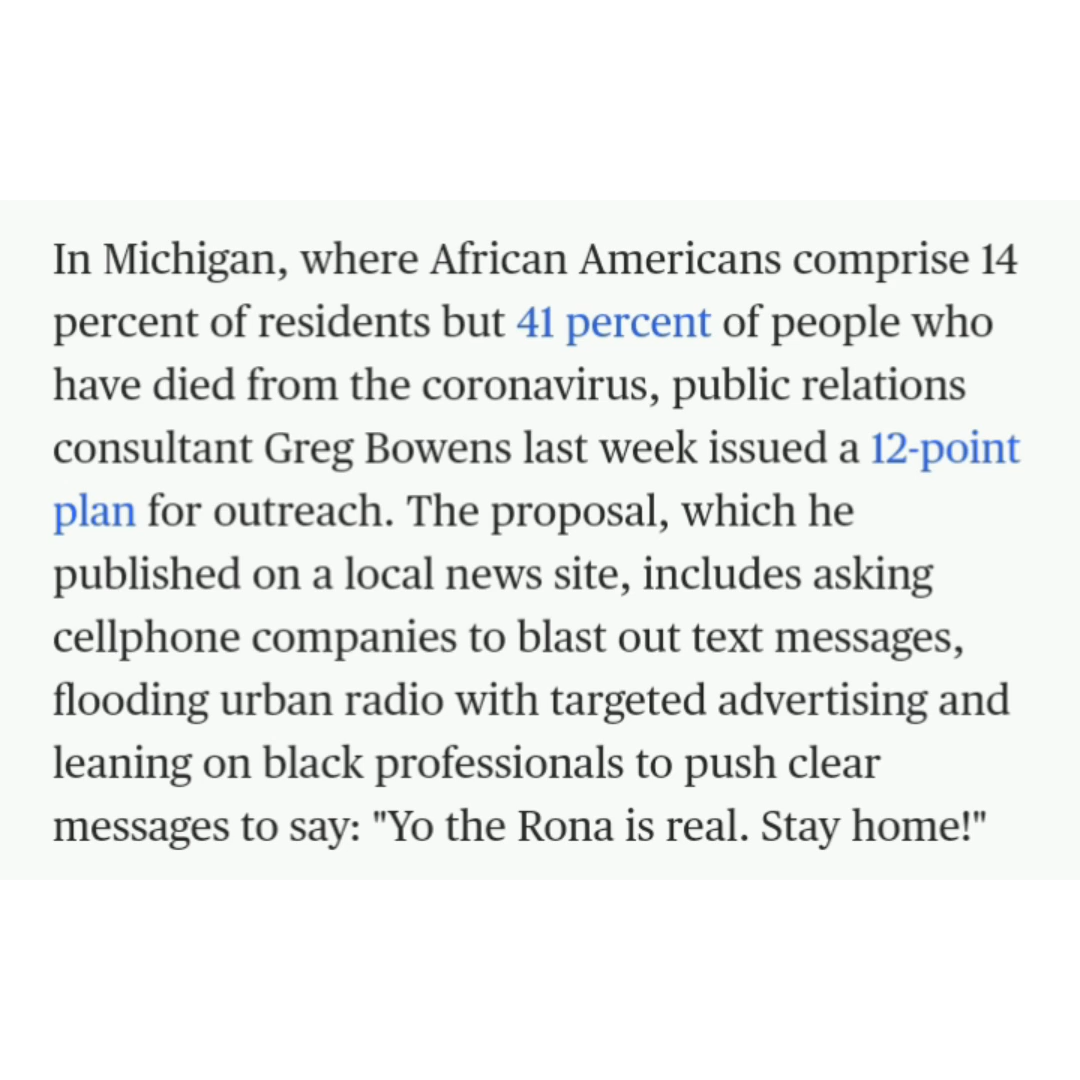 In Michigan, where African Americans comprise 14
percent of residents but 41 percent of people who
have died from the coronavirus, public relations
consultant Greg Bowens last week issued a 12-point
plan for outreach. The proposal, which he
published on a local news site, includes asking
cellphone companies to blast out text messages,
flooding urban radio with targeted advertising and
leaning on black professionals to push clear
messages to say: "Yo the Rona is real. Stay home!"